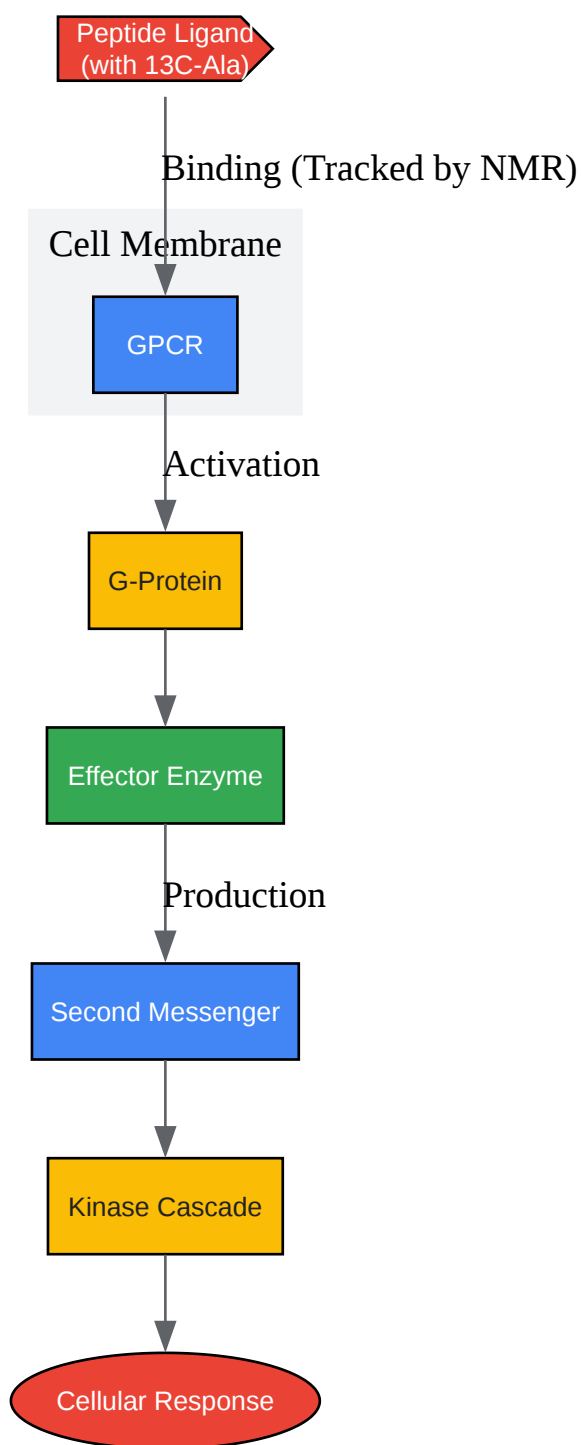 Peptide Ligand
(with 13C-Ala)
Binding (Tracked by NMR)
Cell Membrane
GPCR
Activation
G-Protein
Effector Enzyme
Production
Second Messenger
Kinase Cascade
Cellular Response